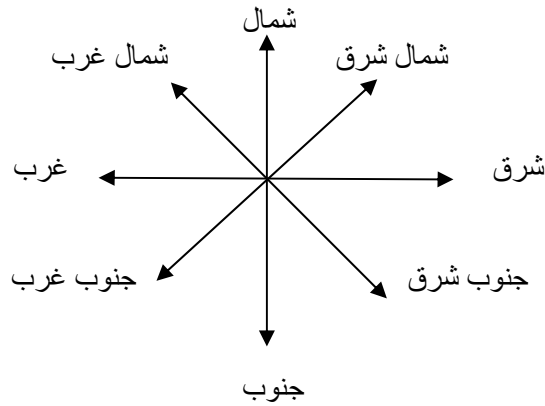 شمال
شمال شرق
شمال غرب
شرق
غرب
جنوب شرق
جنوب غرب
جنوب